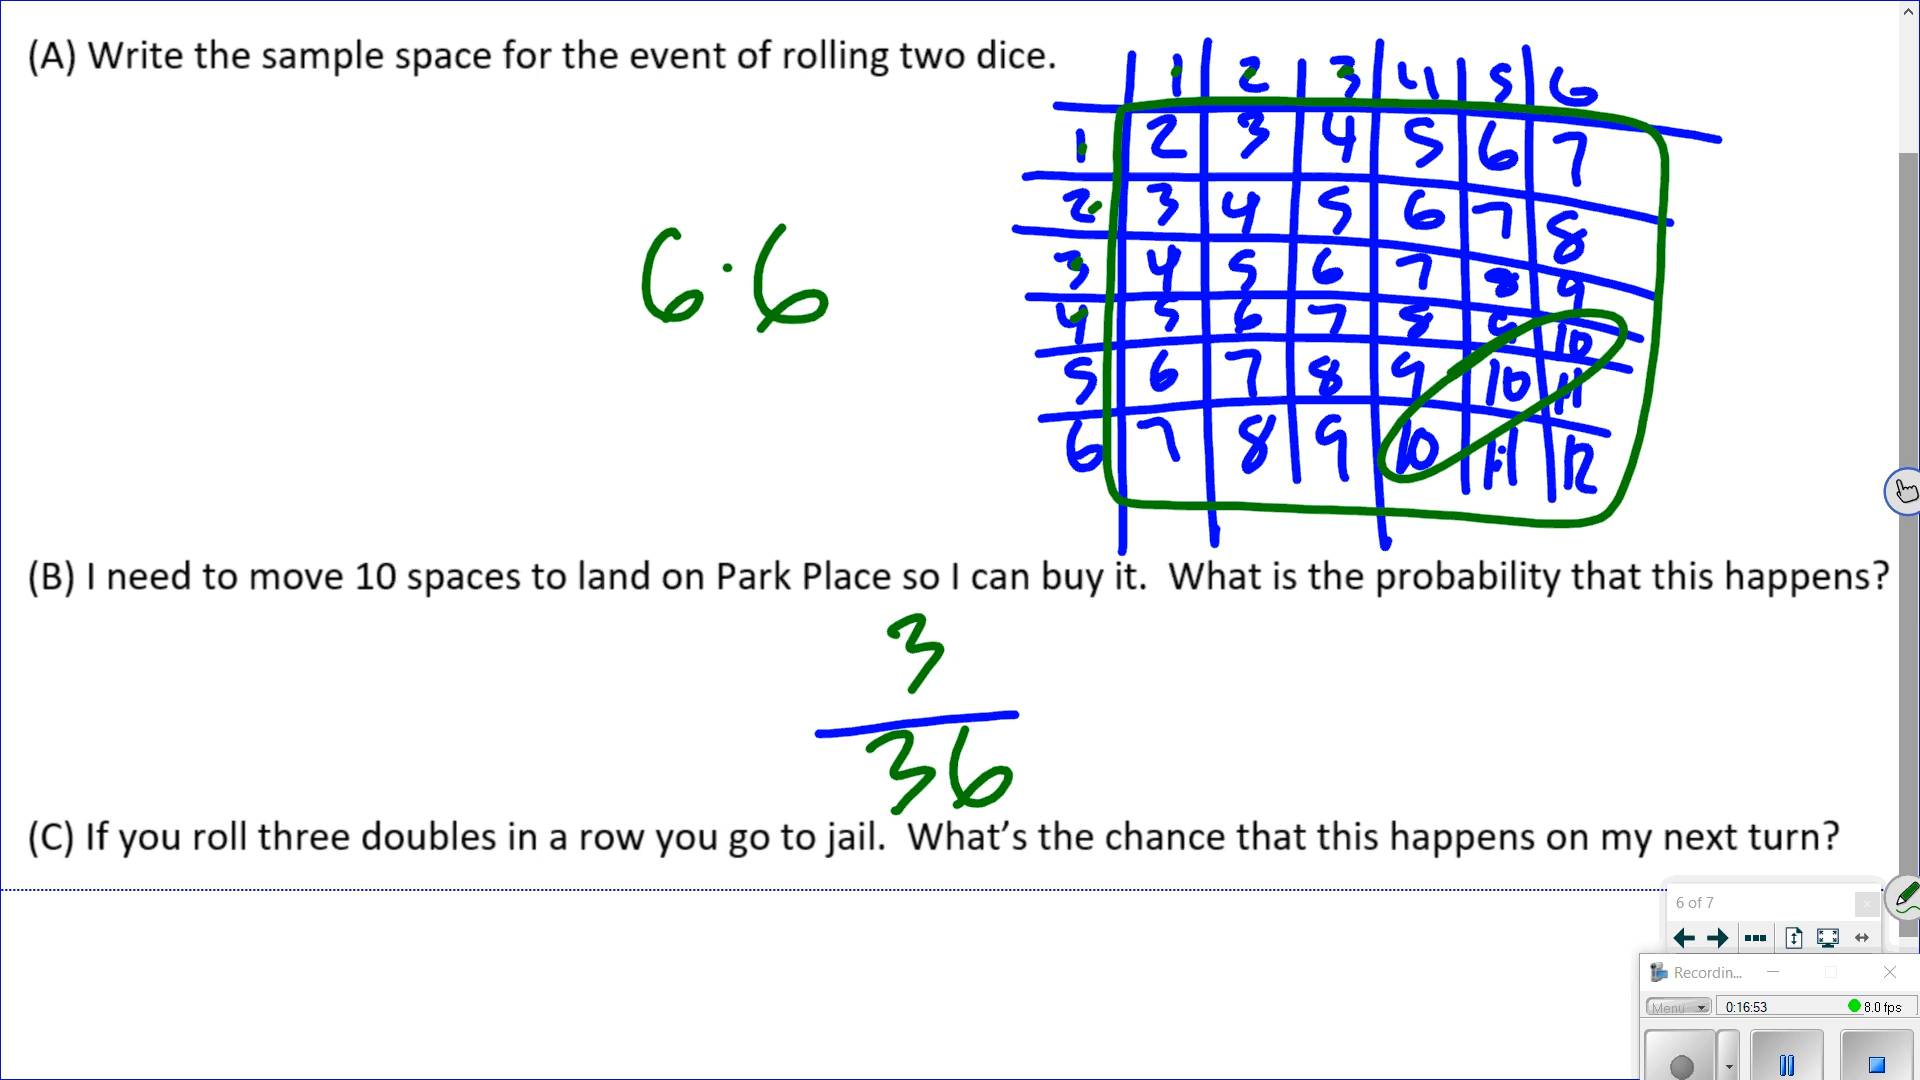 (A) Write the sample space for the event of rolling two dice.
1 2 3 4 5 6
1 2 3 4 5 6 7
2 3 4 5 6 7 8
3 4 5 6 7 8 9
4 5 6 7 8 9 10
5 6 7 8 9 10 11
6 7 8 9 10 11 12
6·6
(B) I need to move 10 spaces to land on Park Place so I can buy it. What is the probability that this happens?
3
36
(C) If you roll three doubles in a row you go to jail. What's the chance that this happens on my next turn?
6 of 7
Recordin...
Menu 0:16:53 8.0 fps